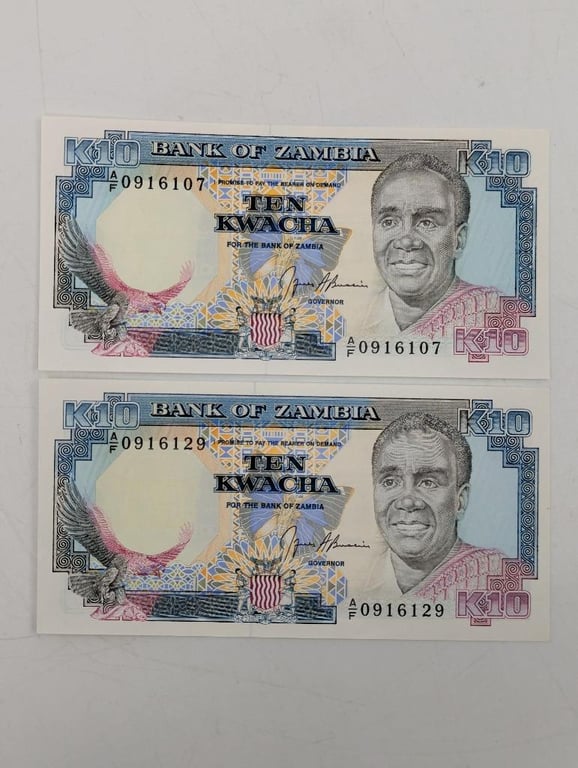 K10 BANK OF ZAMBIA K10
A/F 0916107 PROMISE TO PAY THE BEARER ON DEMAND
TEN
KWACHA
FOR THE BANK OF ZAMBIA
GOVERNOR
A/F 0916107
K10
K10 BANK OF ZAMBIA K10
A/F 0916129 PROMISE TO PAY THE BEARER ON DEMAND
TEN
KWACHA
FOR THE BANK OF ZAMBIA
GOVERNOR
A/F 0916129
K10